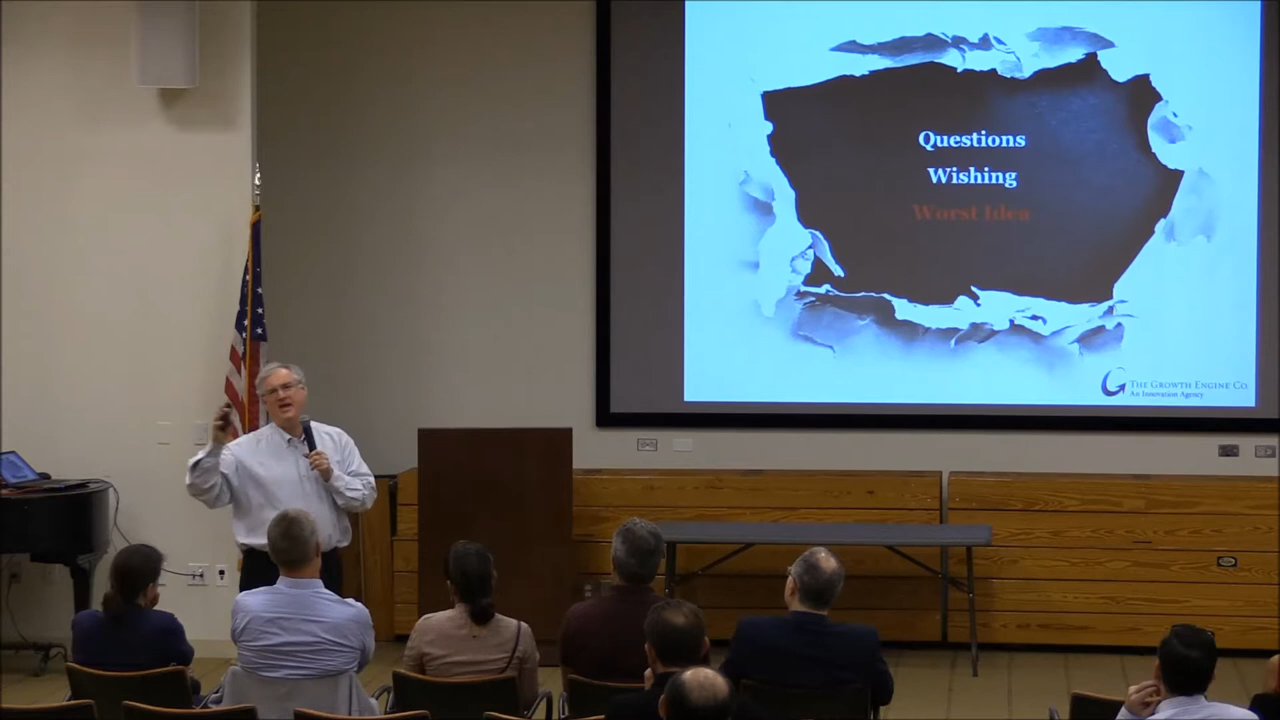 Questions
Wishing
Worst Idea
THE GROWTH ENGINE CO.
An Innovation Agency